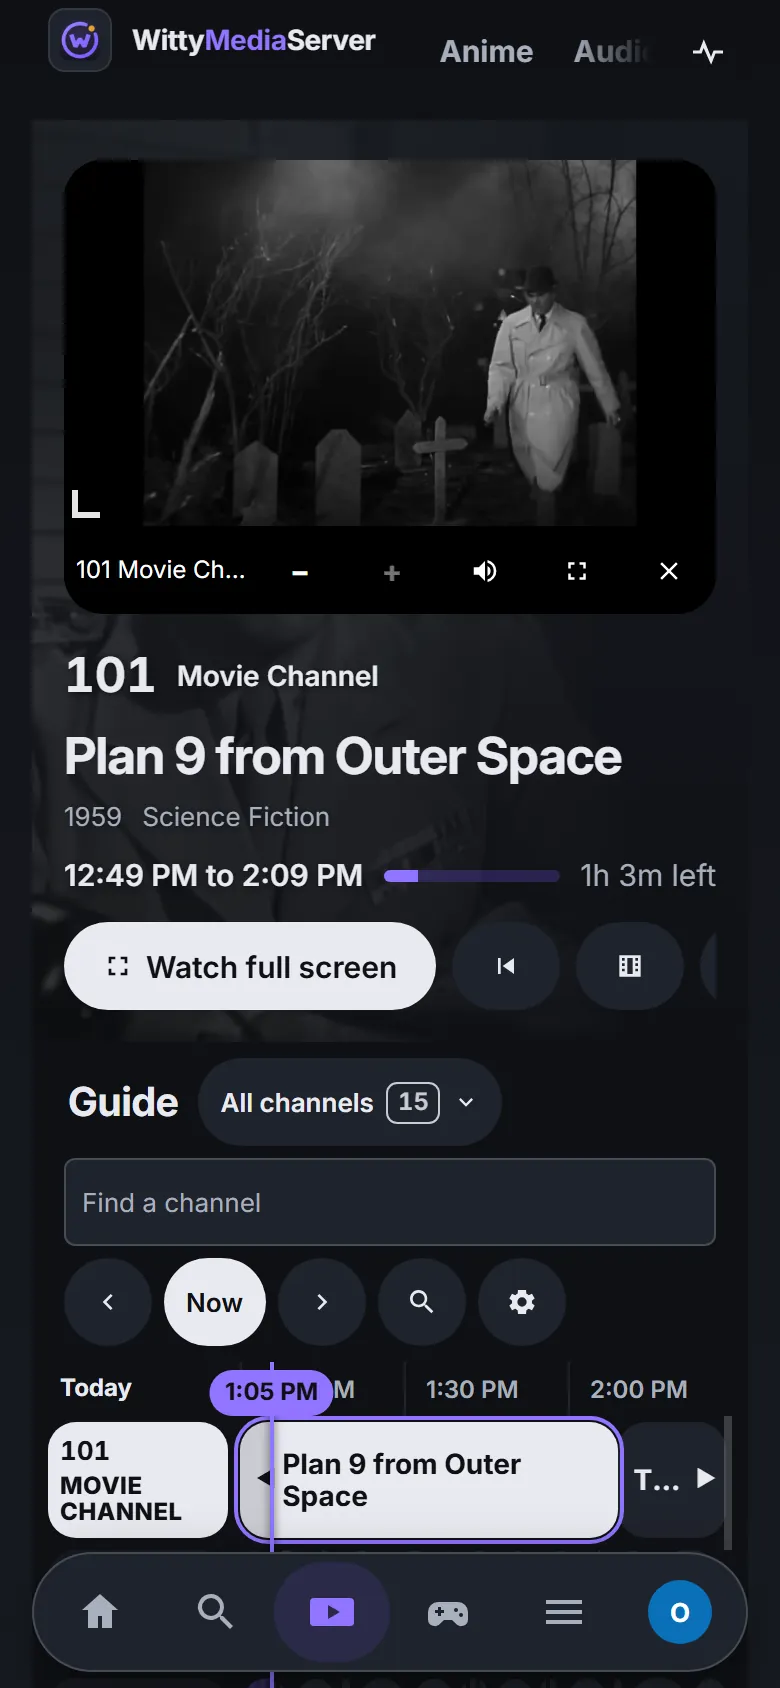 WittyMediaServer
Anime Audi
101 Movie Ch...
101 Movie Channel
Plan 9 from Outer Space
1959 Science Fiction
12:49 PM to 2:09 PM 1h 3m left
Watch full screen
Guide All channels 15
Find a channel
Now
Today 1:05 PM M 1:30 PM 2:00 PM
101
MOVIE
CHANNEL
Plan 9 from Outer
Space
T...
O